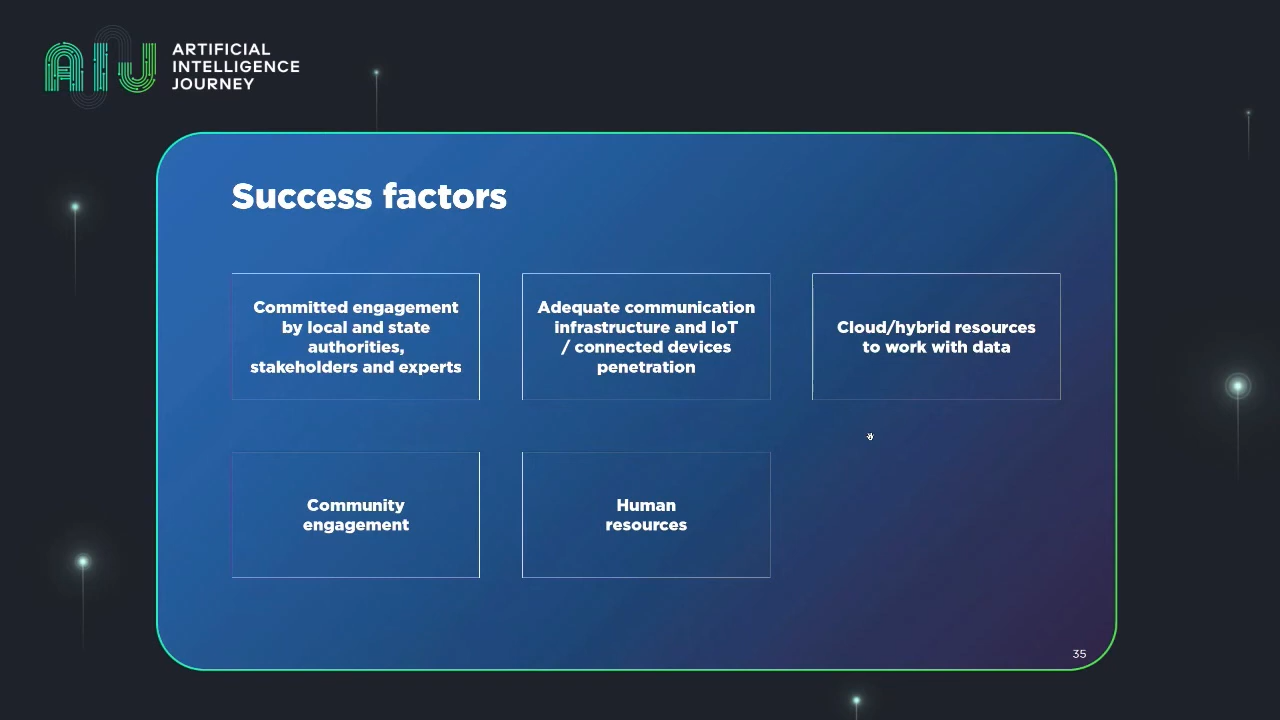 ARTIFICIAL
INTELLIGENCE
JOURNEY
Success factors
Committed engagement
by local and state
authorities,
stakeholders and experts
Adequate communication
infrastructure and IoT
/ connected devices
penetration
Cloud/hybrid resources
to work with data
Community
engagement
Human
resources
35